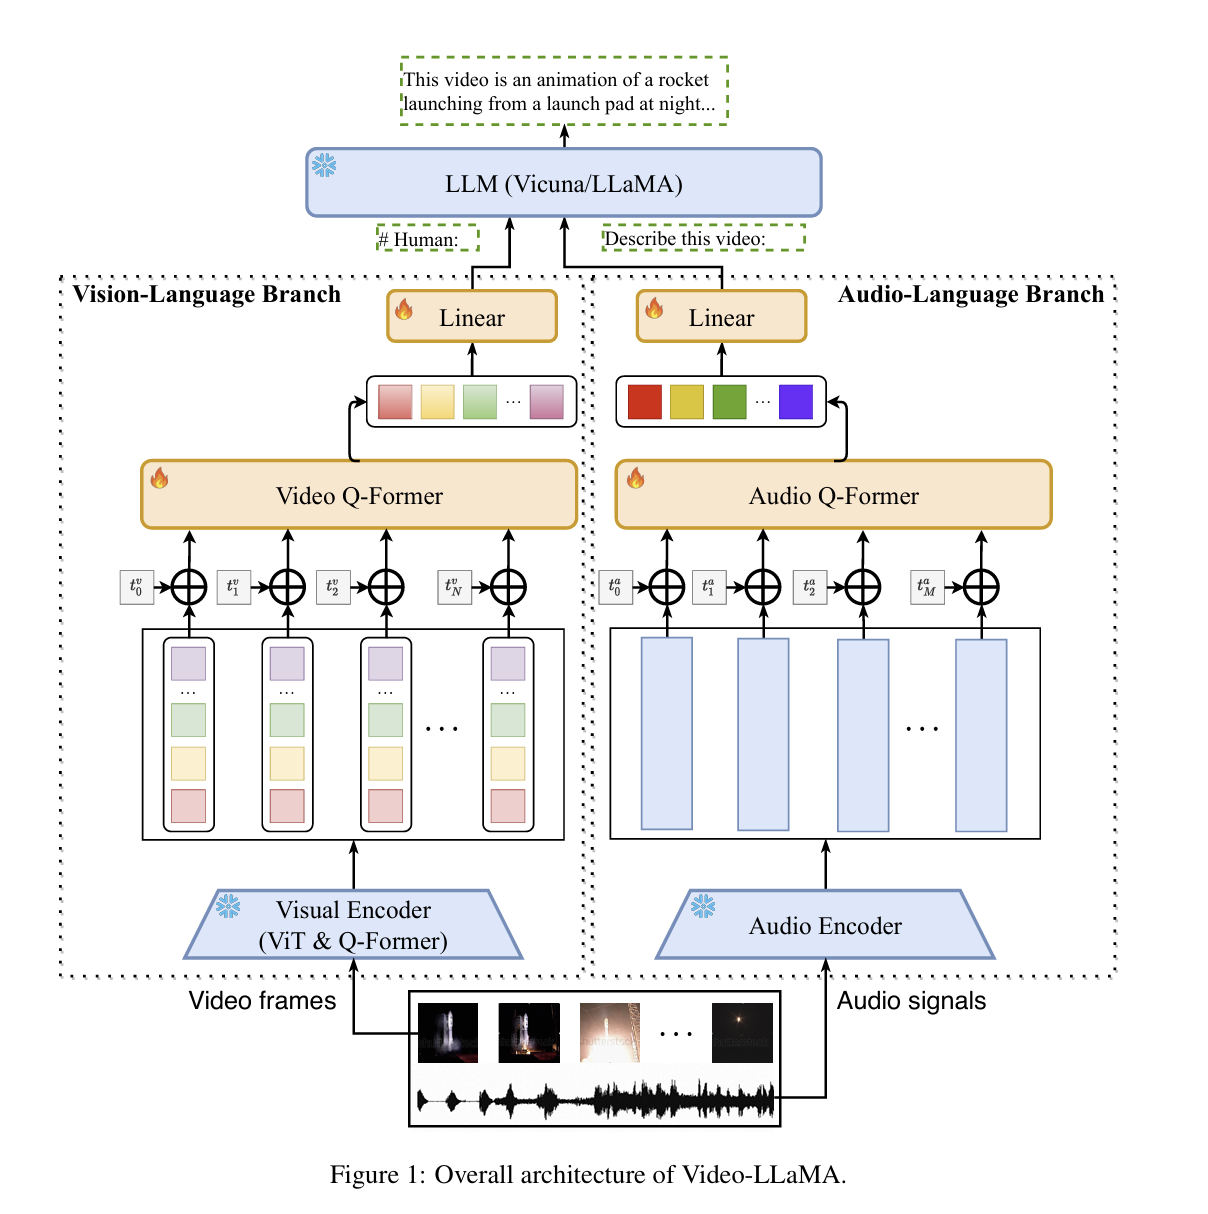 This video is an animation of a rocket
launching from a launch pad at night...
LLM (Vicuna/LLaMA)
# Human:
Describe this video:
Vision-Language Branch
Audio-Language Branch
Linear
Linear
...
...
Video Q-Former
Audio Q-Former
t_0^v
t_1^v
t_2^v
t_N^v
t_0^a
t_1^a
t_2^a
t_M^a
...
...
...
...
...
...
Visual Encoder
(ViT & Q-Former)
Audio Encoder
Video frames
Audio signals
...
Figure 1: Overall architecture of Video-LLaMA.